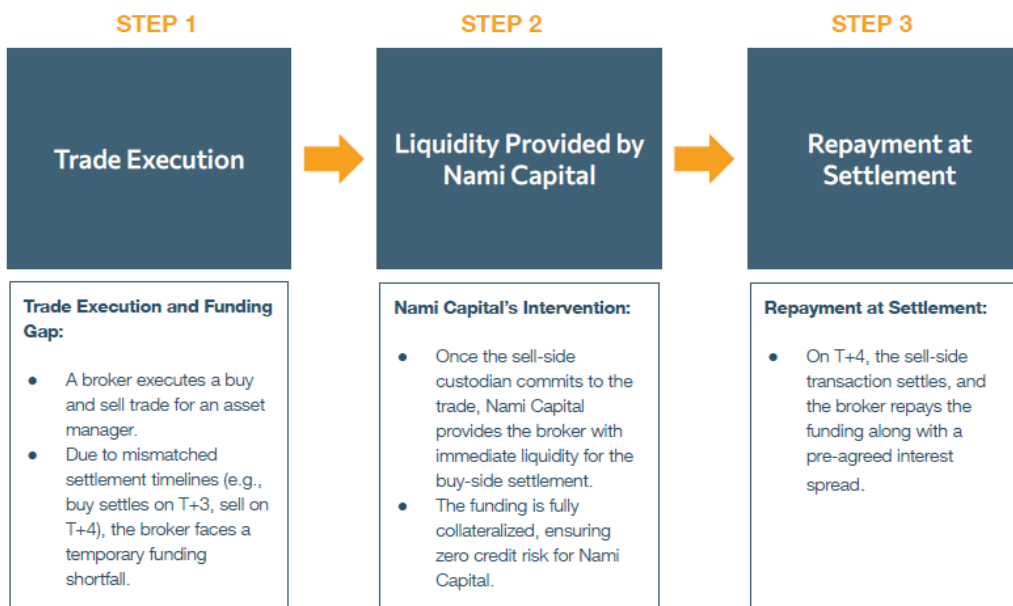 STEP 1
Trade Execution
Trade Execution and Funding
Gap:
● A broker executes a buy
and sell trade for an asset
manager.
● Due to mismatched
settlement timelines (e.g.,
buy settles on T+3, sell on
T+4), the broker faces a
temporary funding
shortfall.
STEP 2
Liquidity Provided by
Nami Capital
Nami Capital's Intervention:
● Once the sell-side
custodian commits to the
trade, Nami Capital
provides the broker with
immediate liquidity for the
buy-side settlement.
● The funding is fully
collateralized, ensuring
zero credit risk for Nami
Capital.
STEP 3
Repayment at
Settlement
Repayment at Settlement:
● On T+4, the sell-side
transaction settles, and
the broker repays the
funding along with a
pre-agreed interest
spread.